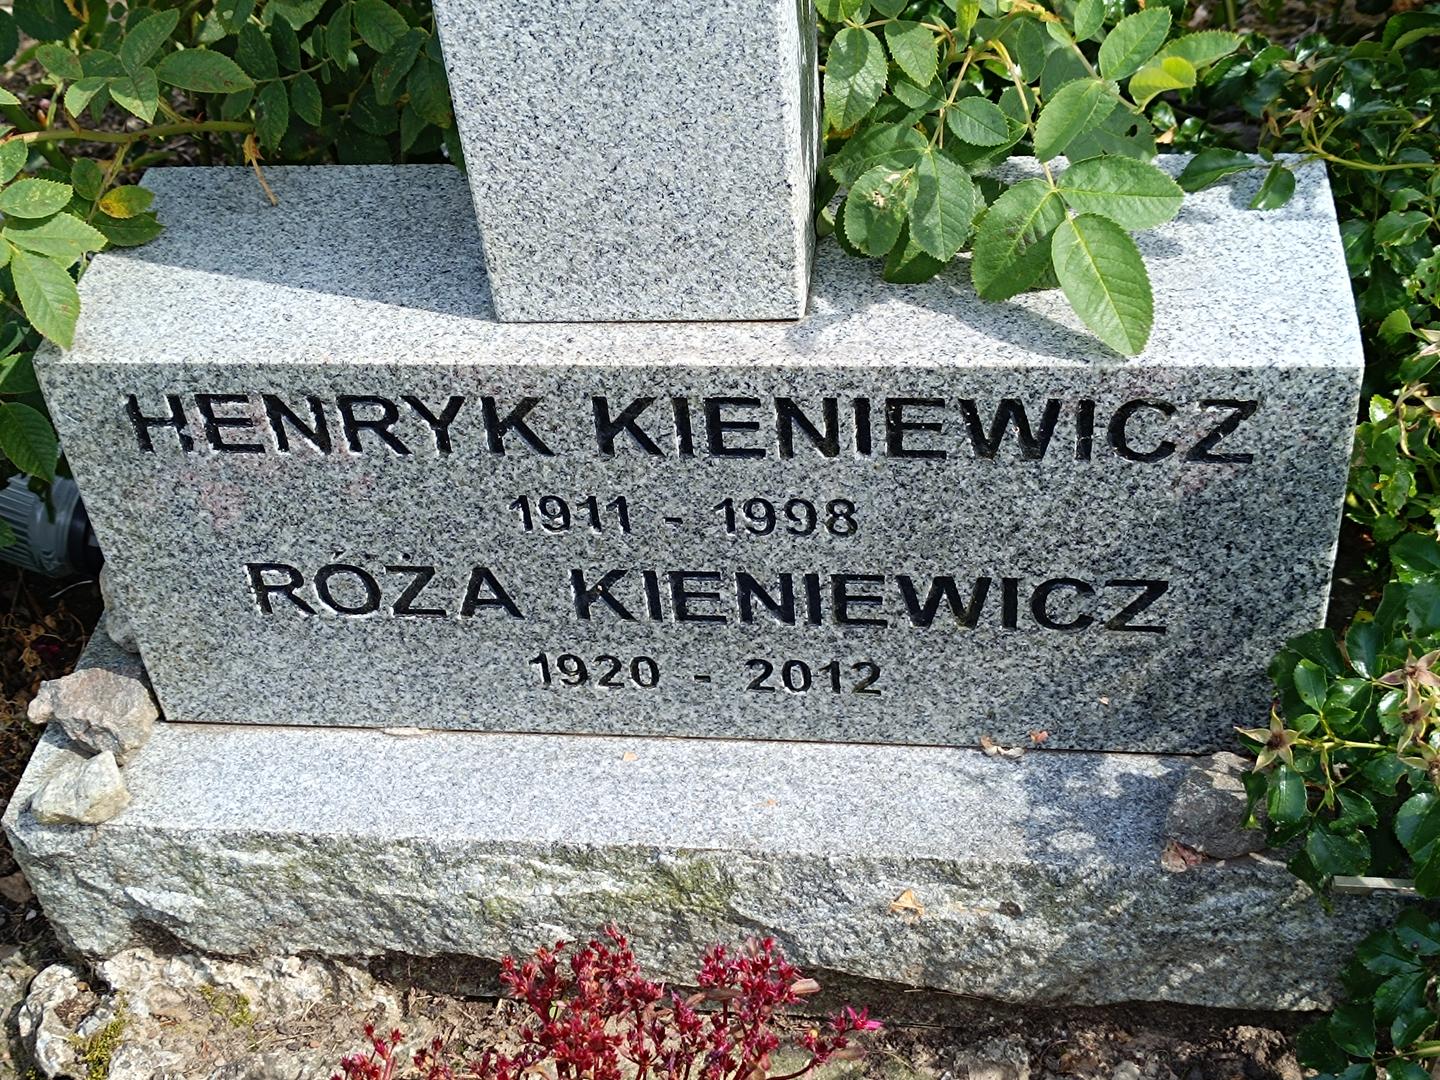 HENRYK KIENIEWICZ
1911 - 1998
RÓŻA KIENIEWICZ
1920 - 2012